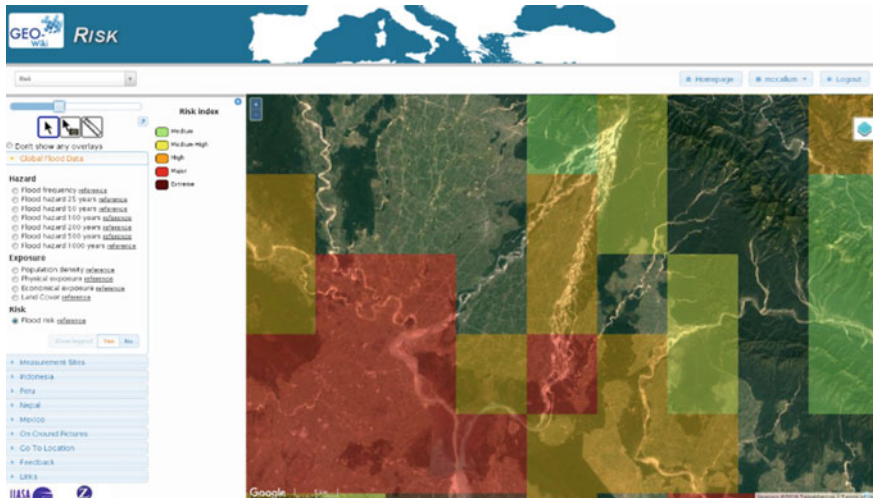 GEO-
Wiki
RISK
Risk
Homepage
mccallum
Logout
Risk index
Medium
Medium-High
High
Major
Extreme
Don't show any overlays
Global Flood Data
Hazard
Flood frequency reference
Flood hazard 25 years reference
Flood hazard 50 years reference
Flood hazard 100 years reference
Flood hazard 200 years reference
Flood hazard 500 years reference
Flood hazard 1000 years reference
Exposure
Population density reference
Physical exposure reference
Economical exposure reference
Land Cover reference
Risk
Flood risk reference
Show legend Yes No
Measurement Sites
Indonesia
Peru
Nepal
Mexico
On Ground Pictures
Go To Location
Feedback
Links
IIASA
Google